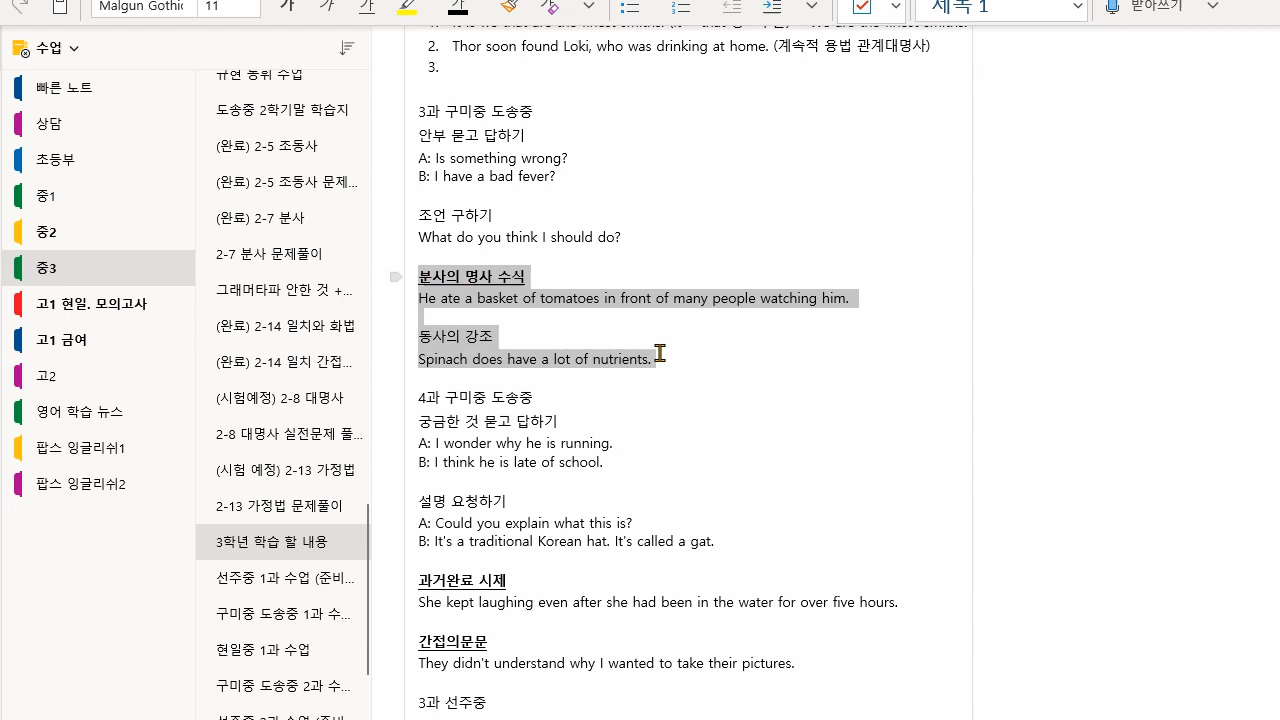 Malgun Gothic
11
가
가
가
가
제목 1
받아쓰기
수업
빠른 노트
상담
초등부
중1
중2
중3
고1 현일. 모의고사
고1 금여
고2
영어 학습 뉴스
팝스 잉글리쉬1
팝스 잉글리쉬2
규현 동휘 수업
도송중 2학기말 학습지
(완료) 2-5 조동사
(완료) 2-5 조동사 문제...
(완료) 2-7 분사
2-7 분사 문제풀이
그래머타파 안한 것 +...
(완료) 2-14 일치와 화법
(완료) 2-14 일치 간접...
(시험예정) 2-8 대명사
2-8 대명사 실전문제 풀...
(시험 예정) 2-13 가정법
2-13 가정법 문제풀이
3학년 학습 할 내용
선주중 1과 수업 (준비...
구미중 도송중 1과 수...
현일중 1과 수업
구미중 도송중 2과 수...
2. Thor soon found Loki, who was drinking at home. (계속적 용법 관계대명사)
3.
3과 구미중 도송중
안부 묻고 답하기
A: Is something wrong?
B: I have a bad fever?
조언 구하기
What do you think I should do?
분사의 명사 수식
He ate a basket of tomatoes in front of many people watching him.
동사의 강조
Spinach does have a lot of nutrients.
4과 구미중 도송중
궁금한 것 묻고 답하기
A: I wonder why he is running.
B: I think he is late of school.
설명 요청하기
A: Could you explain what this is?
B: It's a traditional Korean hat. It's called a gat.
과거완료 시제
She kept laughing even after she had been in the water for over five hours.
간접의문문
They didn't understand why I wanted to take their pictures.
3과 선주중